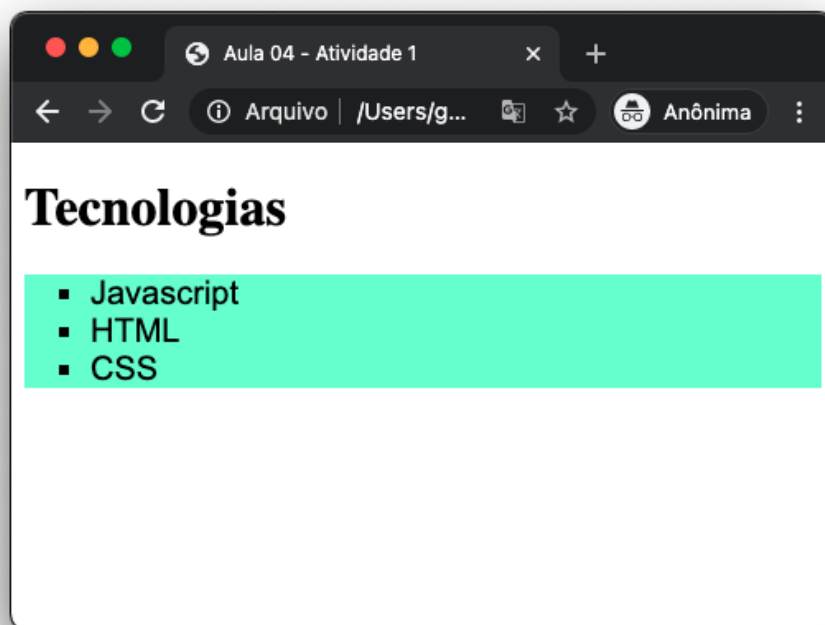 Aula 04 - Atividade 1
Arquivo /Users/g... Anônima
Tecnologias
Javascript
HTML
CSS